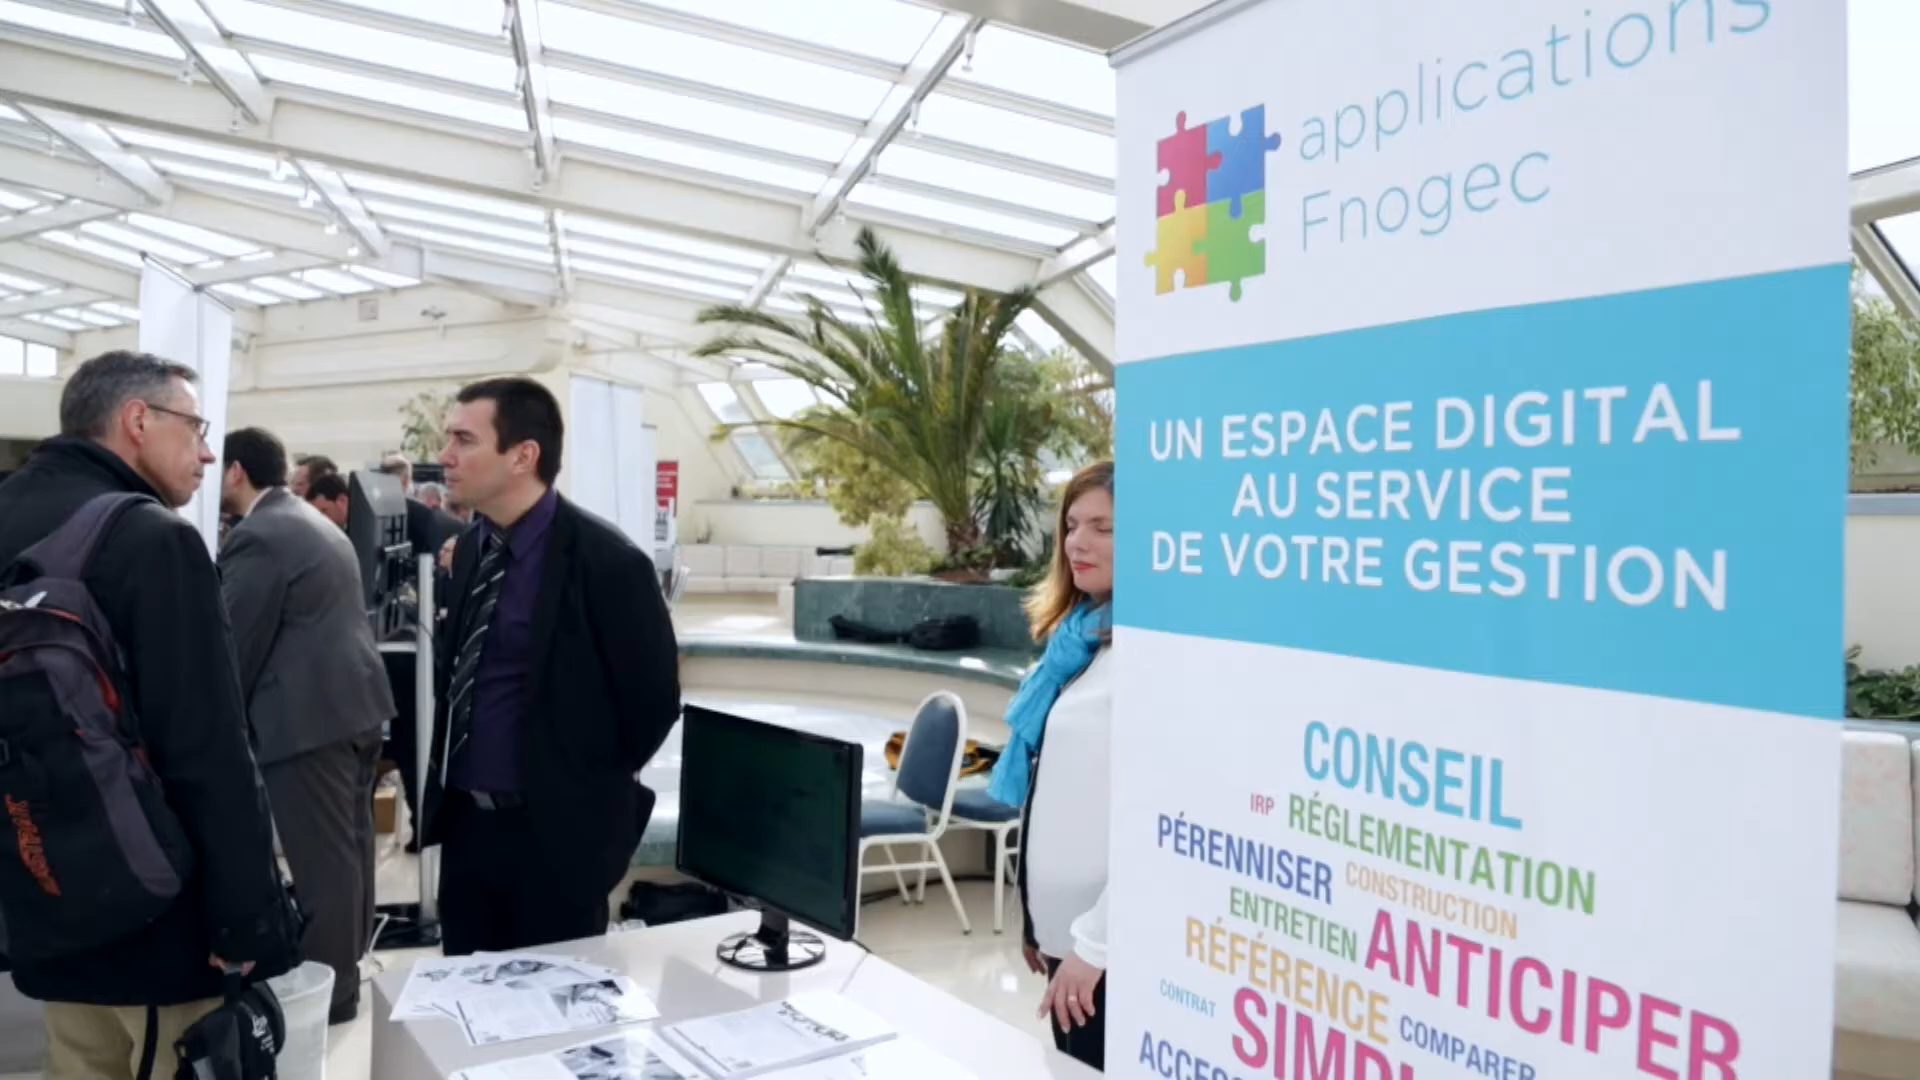 applications
Fnogec
UN ESPACE DIGITAL
AU SERVICE
DE VOTRE GESTION
CONSEIL
IRP RÉGLEMENTATION
PÉRENNISER CONSTRUCTION
ENTRETIEN ANTICIPER
RÉFÉRENCE
CONTRAT COMPARER